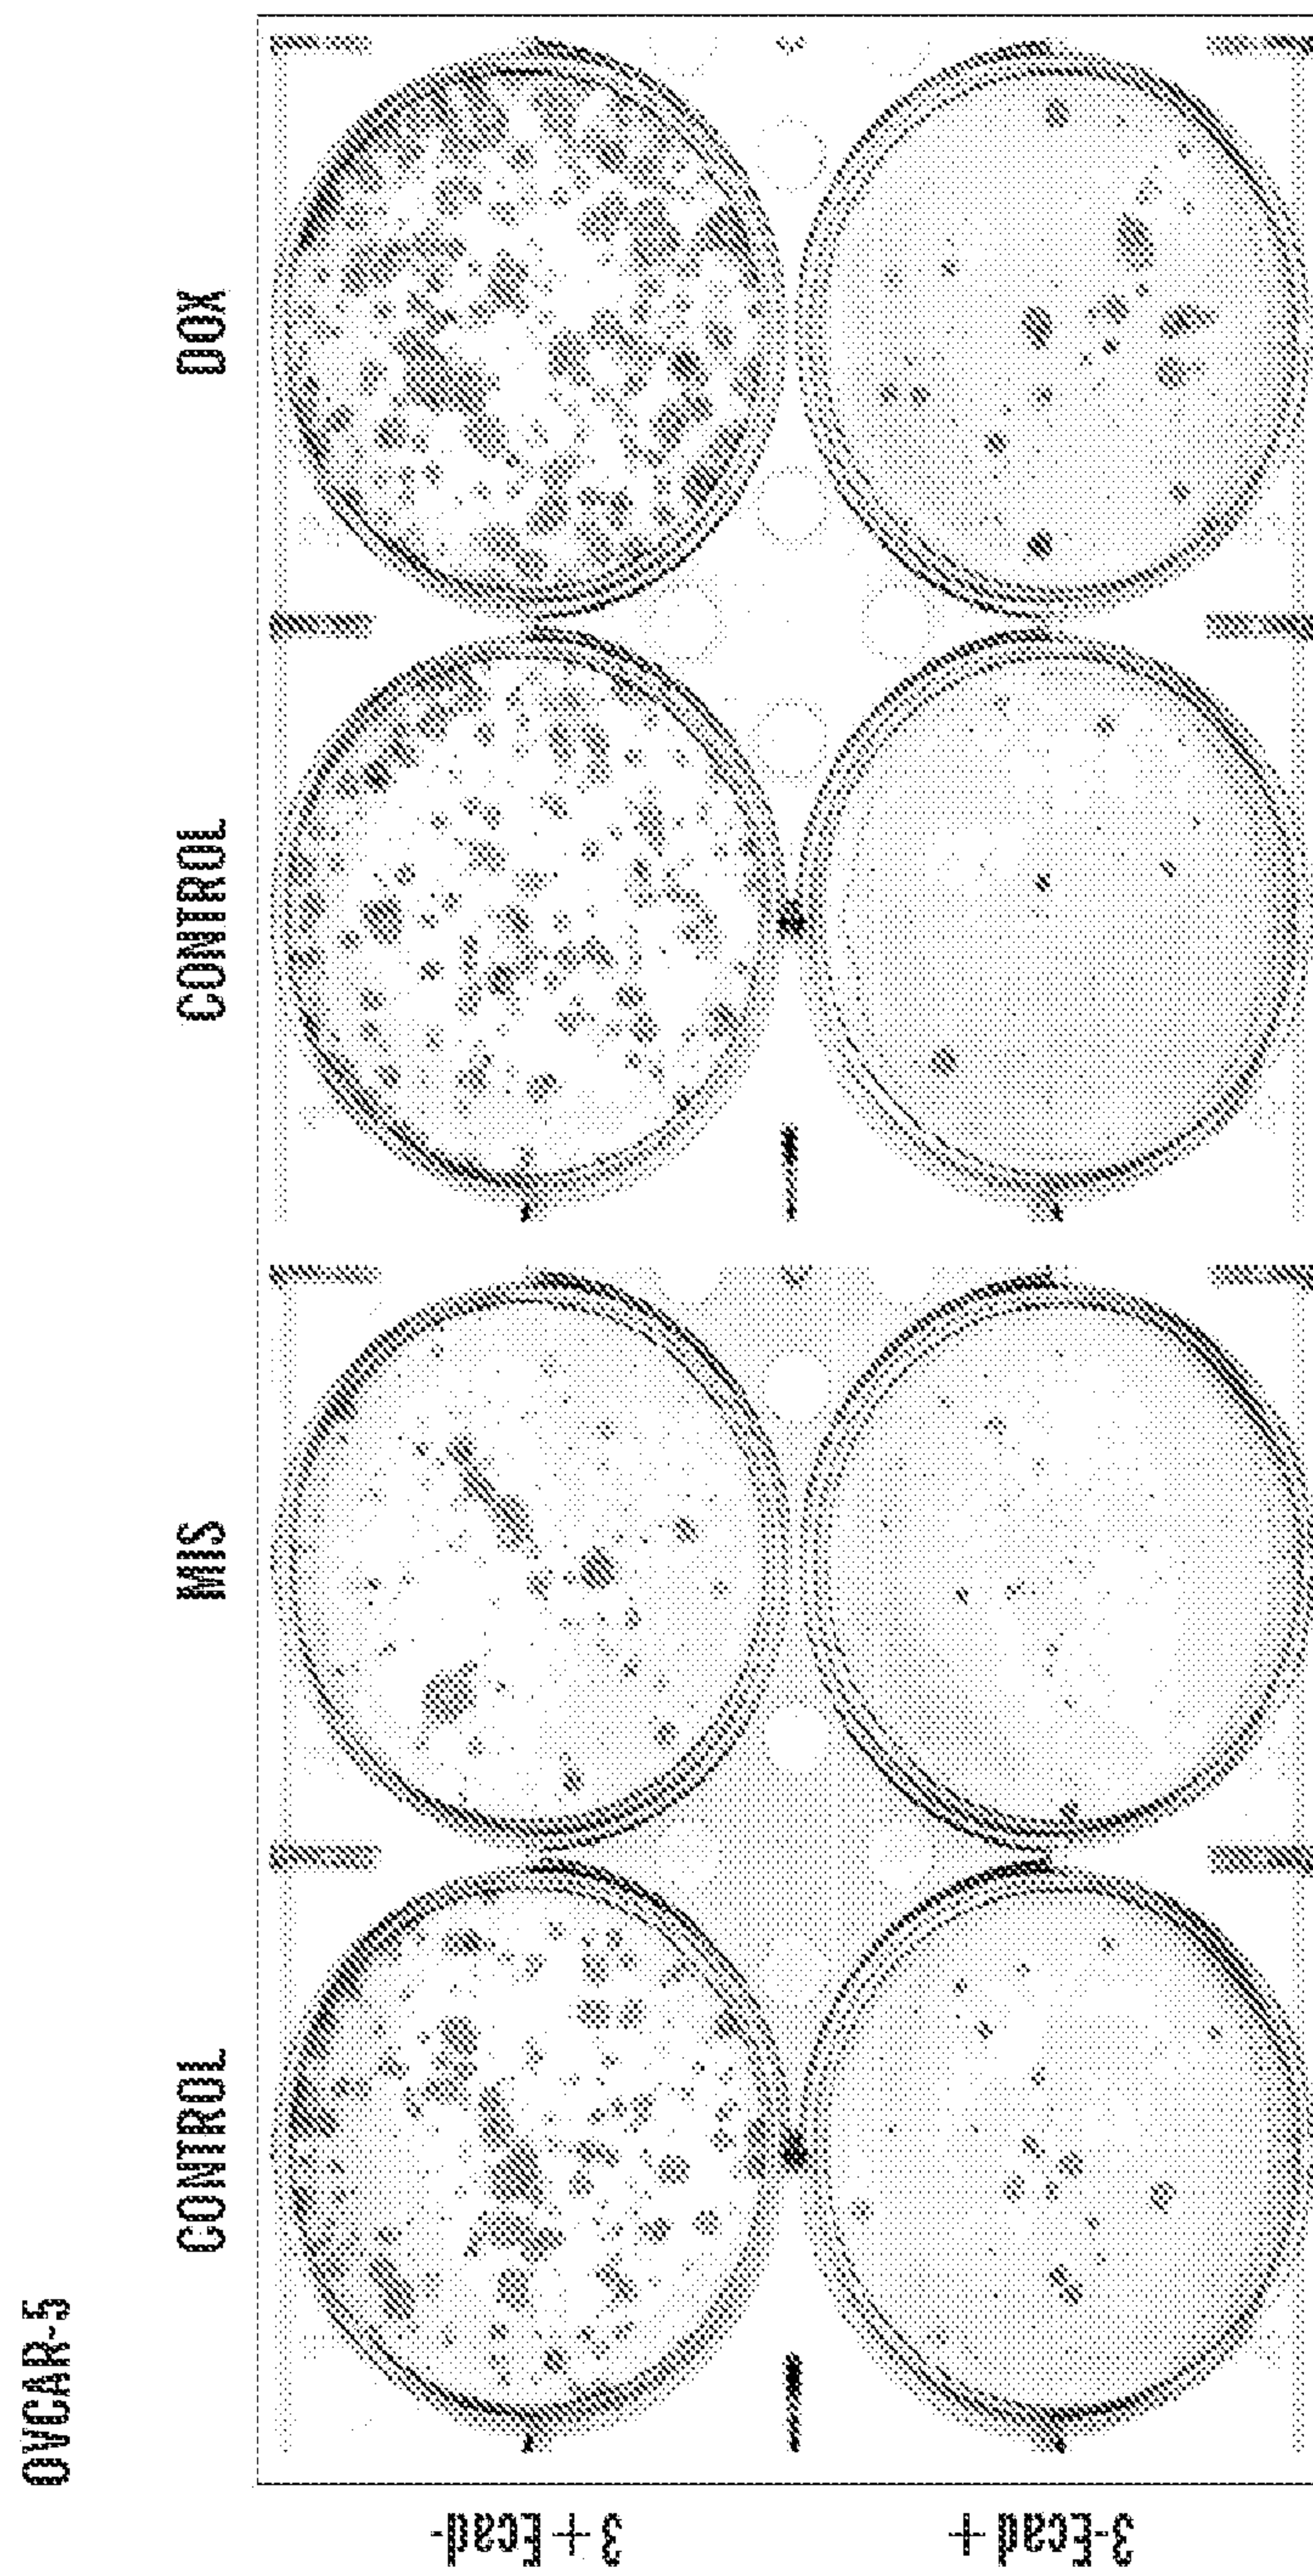 OVCAR-5
CONTROL
MIS
CONTROL
DOX
3+Ecad-
3-Ecad+